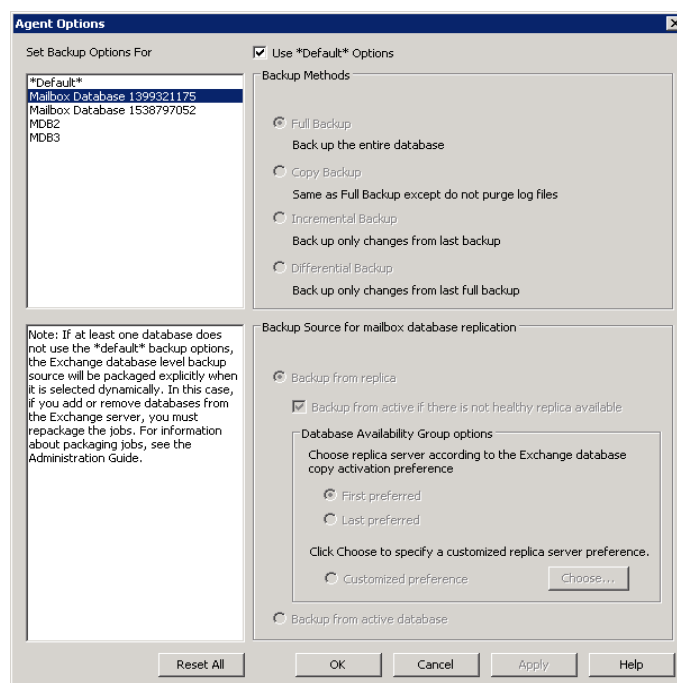 Agent Options
Set Backup Options For
Use *Default* Options
*Default*
Mailbox Database 1399321175
Mailbox Database 1538797052
MDB2
MDB3
Backup Methods
Full Backup
Back up the entire database
Copy Backup
Same as Full Backup except do not purge log files
Incremental Backup
Back up only changes from last backup
Differential Backup
Back up only changes from last full backup
Note: If at least one database does
not use the *default* backup options,
the Exchange database level backup
source will be packaged explicitly when
it is selected dynamically. In this case,
if you add or remove databases from
the Exchange server, you must
repackage the jobs. For information
about packaging jobs, see the
Administration Guide.
Backup Source for mailbox database replication
Backup from replica
Backup from active if there is not healthy replica available
Database Availability Group options
Choose replica server according to the Exchange database
copy activation preference
First preferred
Last preferred
Click Choose to specify a customized replica server preference.
Customized preference
Choose...
Backup from active database
Reset All
OK
Cancel
Apply
Help